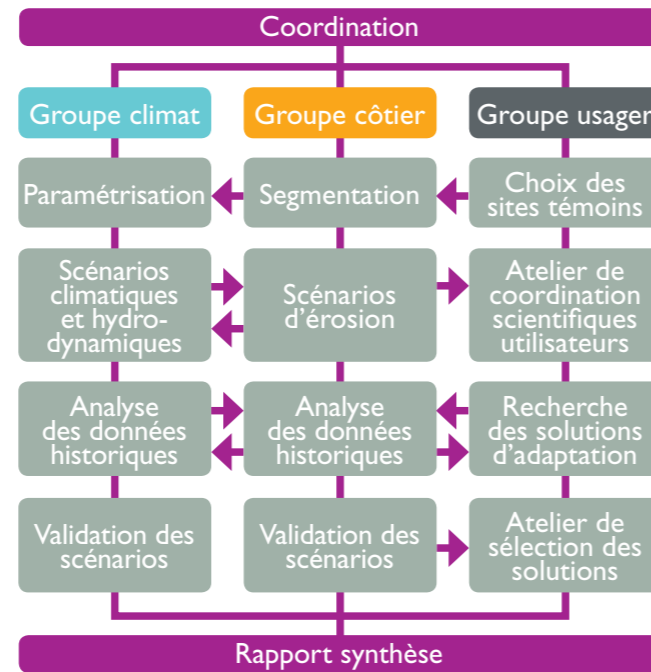 Coordination
Groupe climat
Groupe côtier
Groupe usager
Paramétrisation
Segmentation
Choix des
sites témoins
Scénarios
climatiques
et hydro-
dynamiques
Scénarios
d'érosion
Atelier de
coordination
scientifiques
utilisateurs
Analyse
des données
historiques
Analyse
des données
historiques
Recherche
des solutions
d'adaptation
Validation des
scénarios
Validation des
scénarios
Atelier de
sélection des
solutions
Rapport synthèse